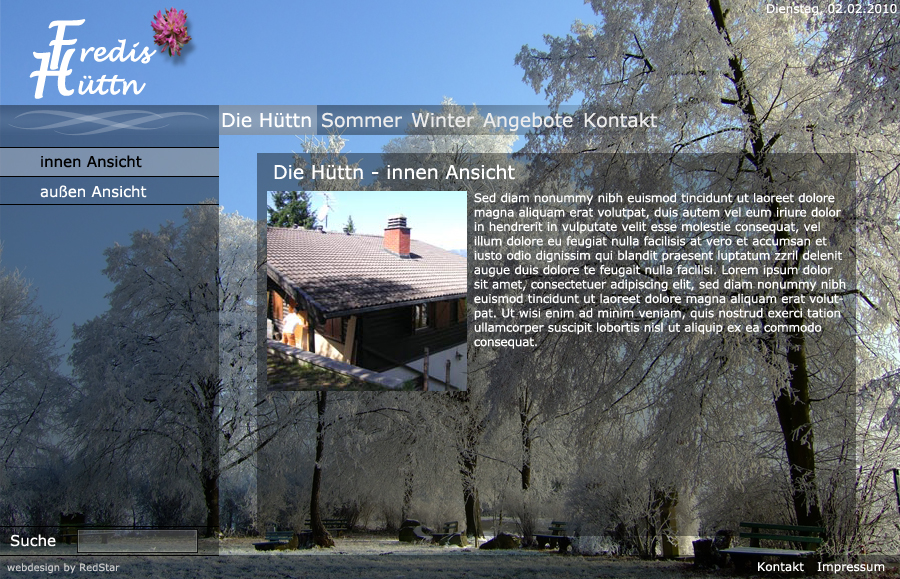 Dienstag, 02.02.2010
Fredis
Hüttn
Die Hüttn Sommer Winter Angebote Kontakt
innen Ansicht
außen Ansicht
Die Hüttn - innen Ansicht
Sed diam nonummy nibh euismod tincidunt ut laoreet dolore
magna aliquam erat volutpat, duis autem vel eum iriure dolor
in hendrerit in vulputate velit esse molestie consequat, vel
illum dolore eu feugiat nulla facilisis at vero et accumsan et
iusto odio dignissim qui blandit praesent luptatum zzril delenit
augue duis dolore te feugait nulla facilisi. Lorem ipsum dolor
sit amet, consectetuer adipiscing elit, sed diam nonummy nibh
euismod tincidunt ut laoreet dolore magna aliquam erat volut-
pat. Ut wisi enim ad minim veniam, quis nostrud exerci tation
ullamcorper suscipit lobortis nisl ut aliquip ex ea commodo
consequat.
Suche
webdesign by RedStar
Kontakt Impressum